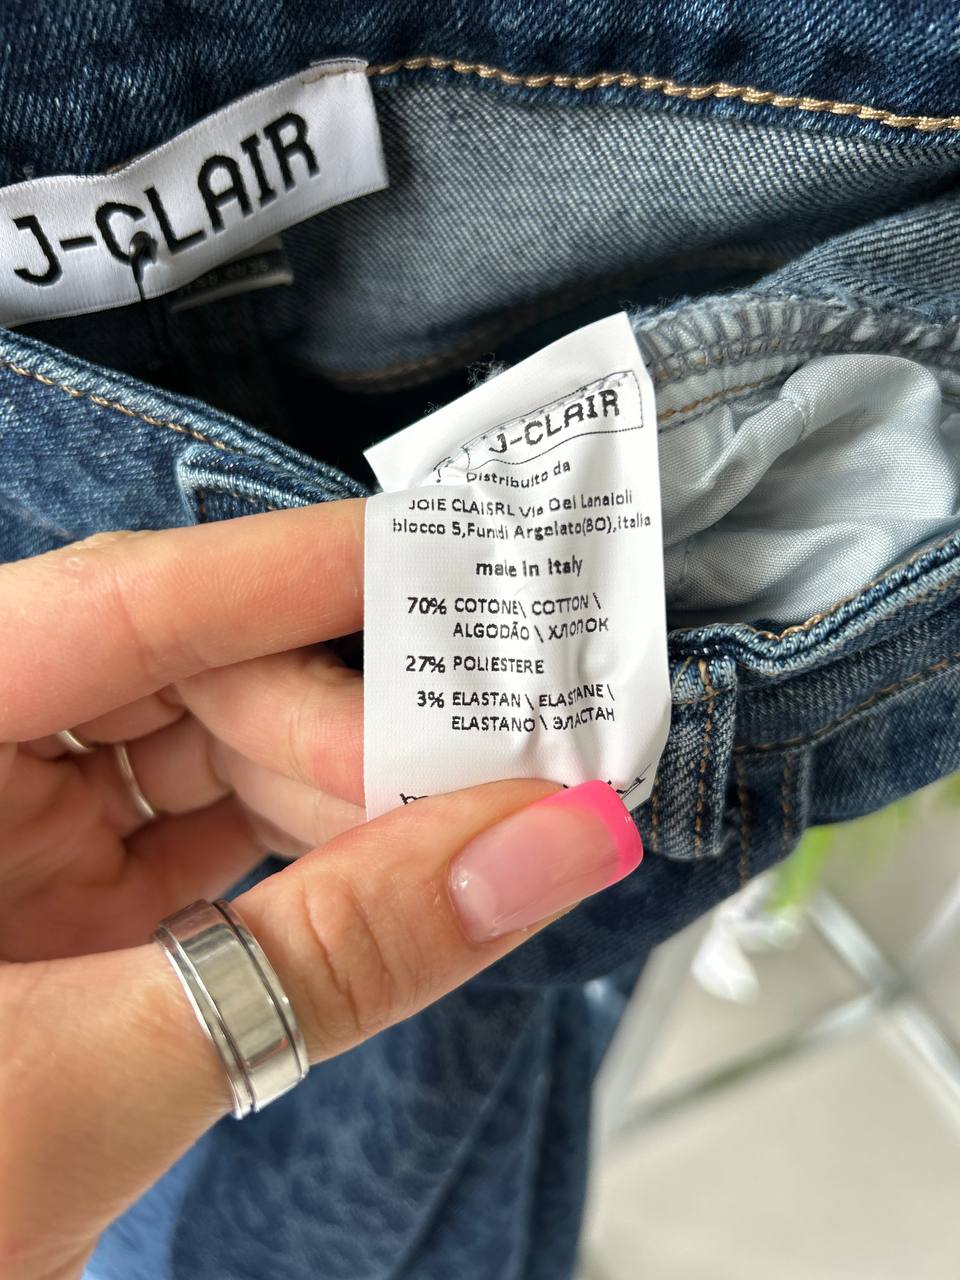 J-CLAIR
J-CLAIR
Distribuito da
JOIE CLAISRL Via Dei Lanaioli
blocco 5,Fundi Argelato(BO),Italia
made in Italy
70% COTONE\ COTTON \
ALGODÃO \ ХЛОПОК
27% POLIESTERE
3% ELASTAN \ ELASTANE \
ELASTANO \ ЭЛАСТАН